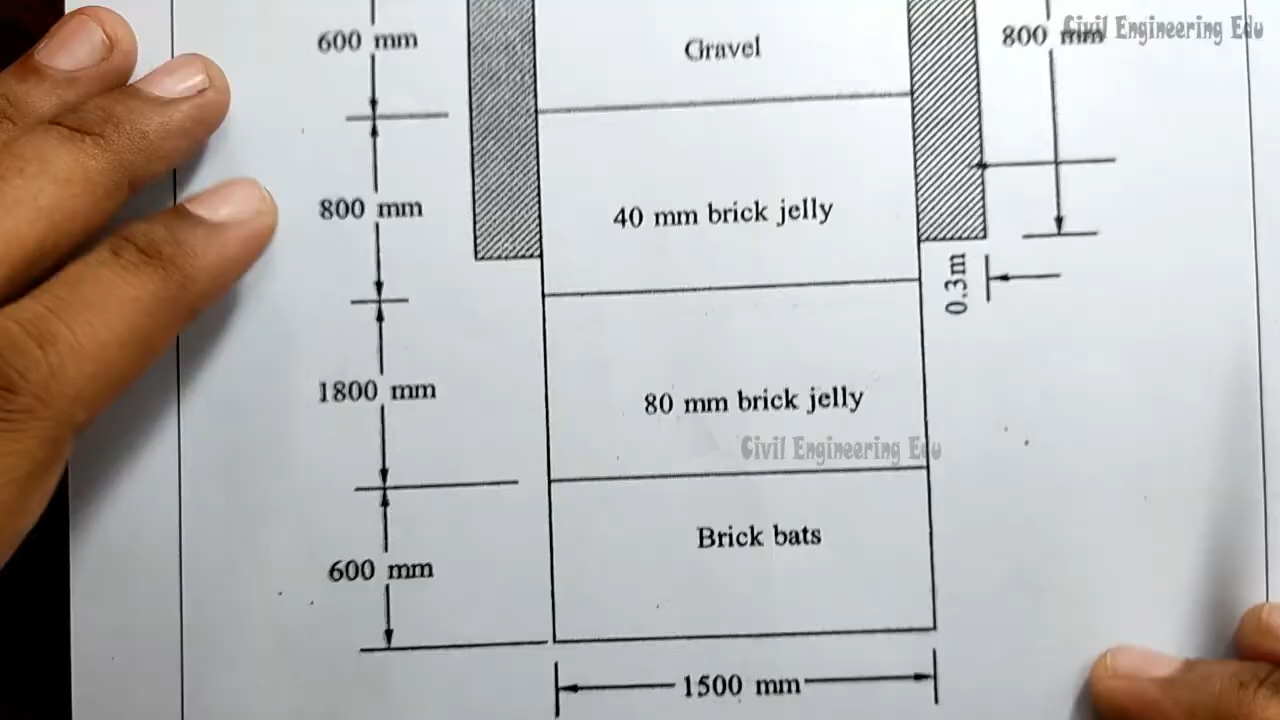 600 mm
Gravel
800 mm
Civil Engineering Edu
800 mm
40 mm brick jelly
0.3m
1800 mm
80 mm brick jelly
Civil Engineering Edu
Brick bats
600 mm
1500 mm